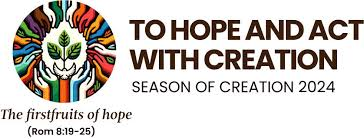 TO HOPE AND ACT
WITH CREATION
SEASON OF CREATION 2024
The firstfruits of hope
(Rom 8:19-25)